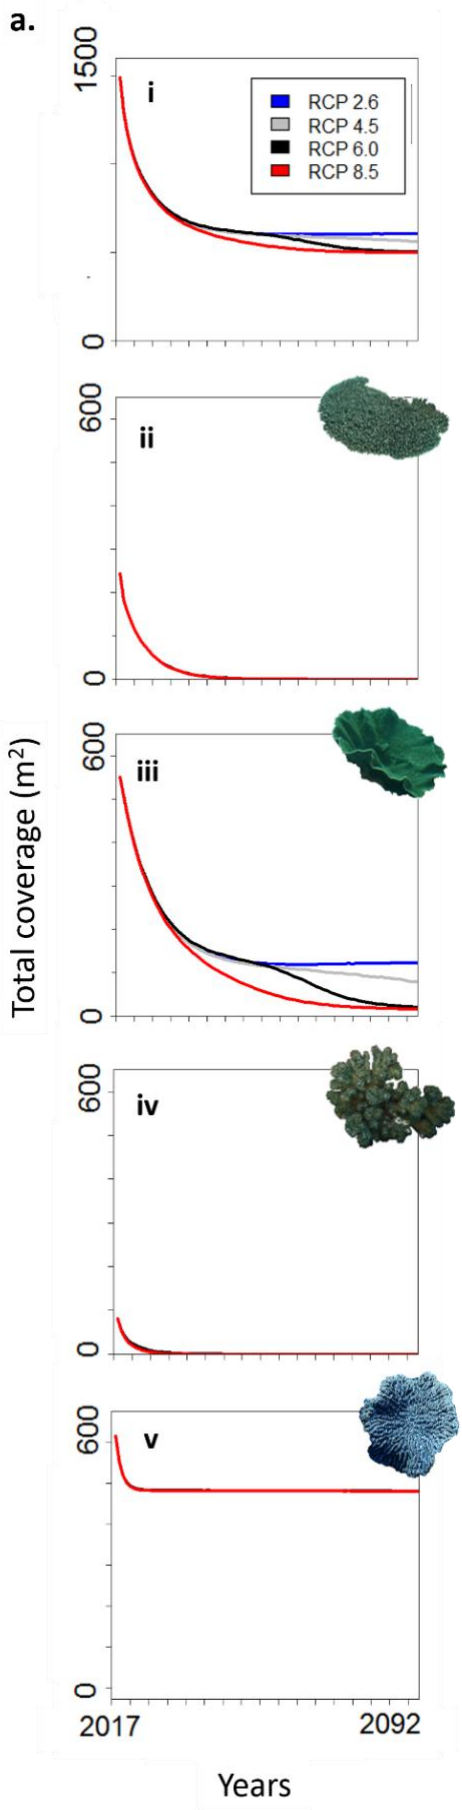 a.
1500
i
RCP 2.6
RCP 4.5
RCP 6.0
RCP 8.5
0
600
ii
0
600
iii
Total coverage (m²)
0
600
iv
0
600
v
0
2017 2092
Years